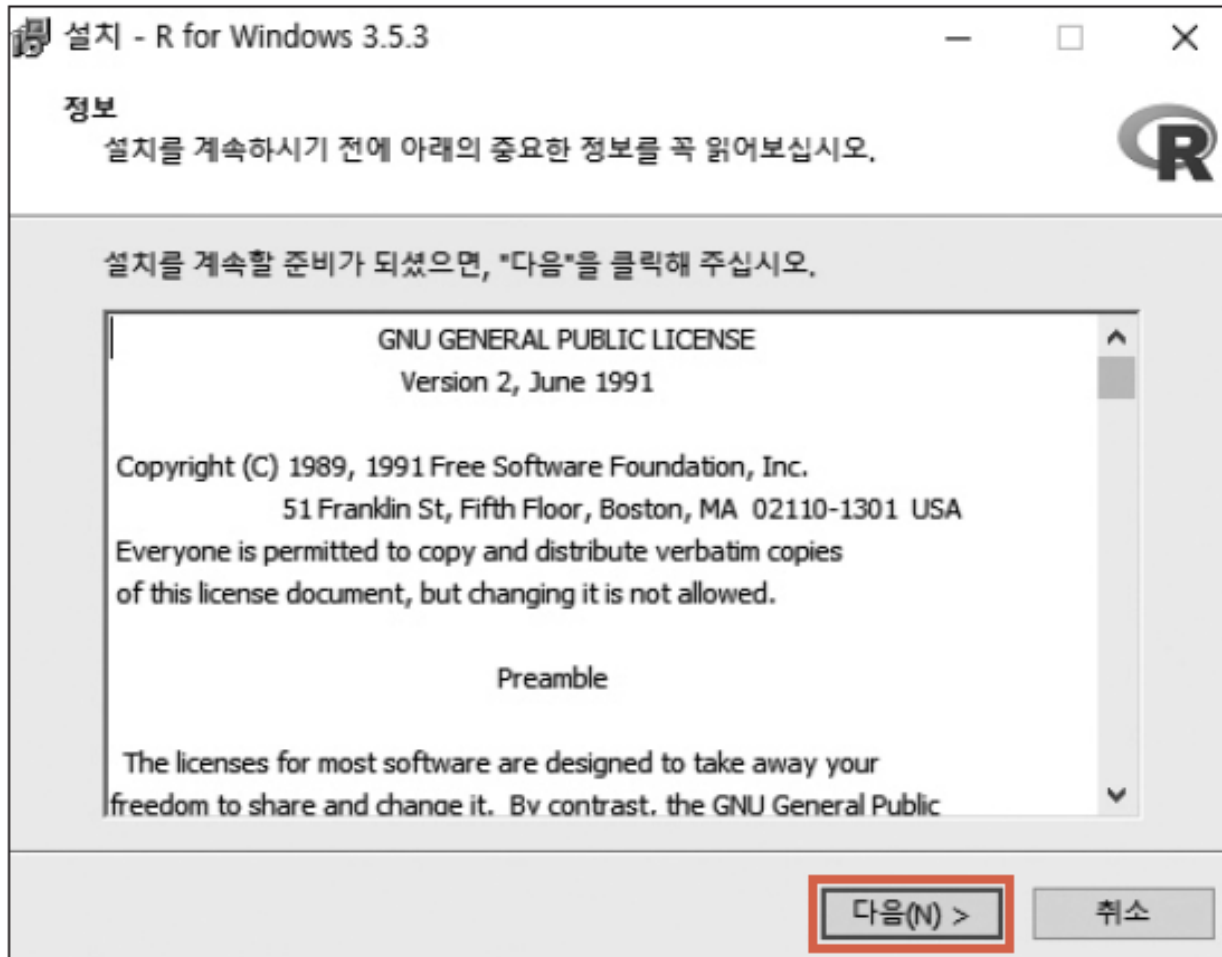 설치 - R for Windows 3.5.3
정보
설치를 계속하시기 전에 아래의 중요한 정보를 꼭 읽어보십시오.
R
설치를 계속할 준비가 되셨으면, "다음"을 클릭해 주십시오.
GNU GENERAL PUBLIC LICENSE
Version 2, June 1991
Copyright (C) 1989, 1991 Free Software Foundation, Inc.
51 Franklin St, Fifth Floor, Boston, MA 02110-1301 USA
Everyone is permitted to copy and distribute verbatim copies
of this license document, but changing it is not allowed.
Preamble
The licenses for most software are designed to take away your
freedom to share and change it. By contrast, the GNU General Public
다음(N) >
취소